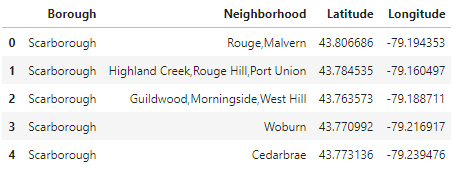 Borough Neighborhood Latitude Longitude
0 Scarborough Rouge,Malvern 43.806686 -79.194353
1 Scarborough Highland Creek,Rouge Hill,Port Union 43.784535 -79.160497
2 Scarborough Guildwood,Morningside,West Hill 43.763573 -79.188711
3 Scarborough Woburn 43.770992 -79.216917
4 Scarborough Cedarbrae 43.773136 -79.239476